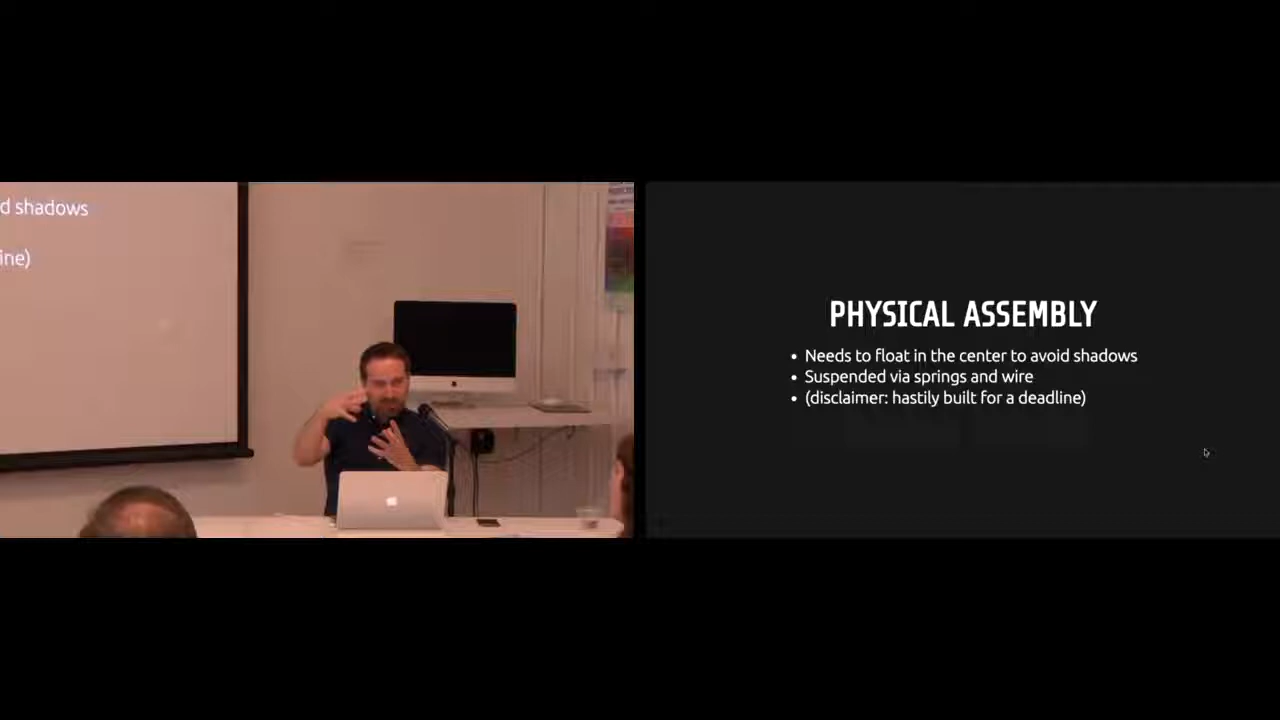 d shadows
ine)
PHYSICAL ASSEMBLY
• Needs to float in the center to avoid shadows
• Suspended via springs and wire
• (disclaimer: hastily built for a deadline)